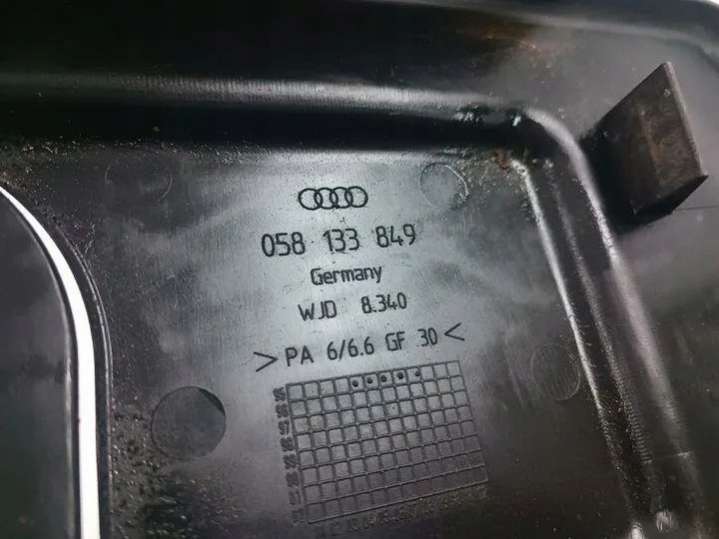 058 133 849
Germany
WJD 8.340
>PA 6/6.6 GF 30<